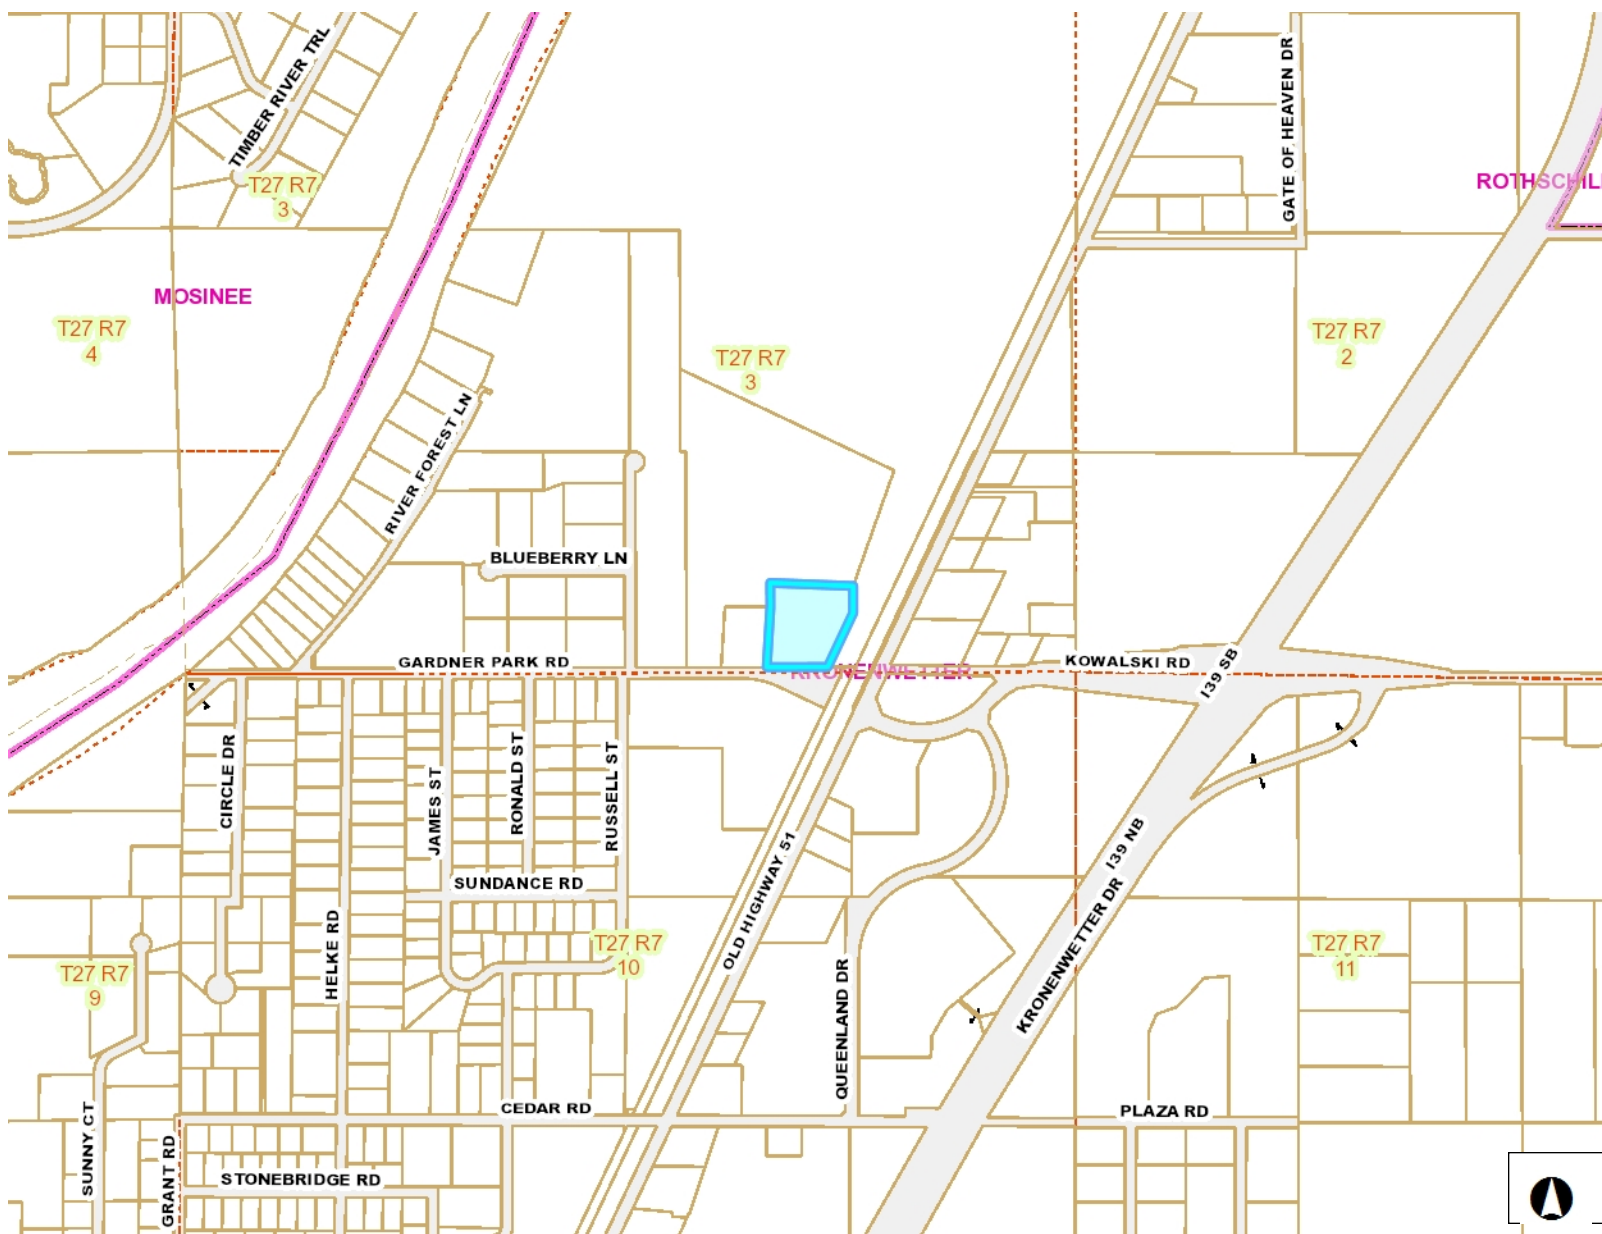 TIMBER RIVER TRL
GATE OF HEAVEN DR
T27 R7
3
ROTHSCHIL
MOSINEE
T27 R7
4
T27 R7
3
T27 R7
2
RIVER FOREST LN
BLUEBERRY LN
GARDNER PARK RD
KRONENWETTER
KOWALSKI RD
I39 SB
CIRCLE DR
JAMES ST
RONALD ST
RUSSELL ST
OLD HIGHWAY 51
I39 NB
SUNDANCE RD
HELKE RD
KRONENWETTER DR
T27 R7
9
T27 R7
10
T27 R7
11
QUEENLAND DR
CEDAR RD
PLAZA RD
SUNNY CT
GRANT RD
STONEBRIDGE RD